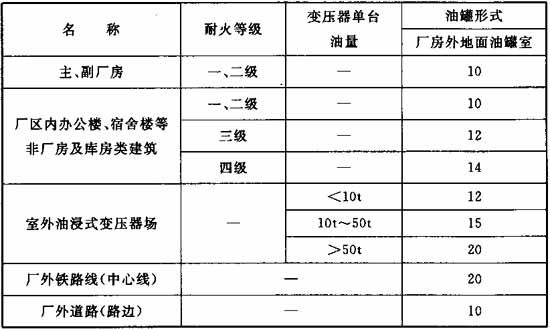 名 称 耐火等级 变压器单台油量 油罐形式
厂房外地面油罐室
主、副厂房 一、二级 — 10
厂区内办公楼、宿舍楼等非厂房及库房类建筑 一、二级 — 10
三级 — 12
四级 — 14
室外油浸式变压器场 — <10t 12
10t～50t 15
>50t 20
厂外铁路线(中心线) — 20
厂外道路(路边) — 10